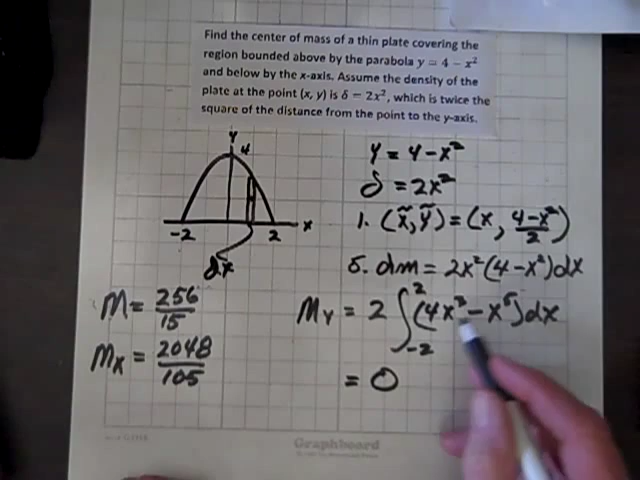 Find the center of mass of a thin plate covering the
region bounded above by the parabola y = 4 − x²
and below by the x-axis. Assume the density of the
plate at the point (x, y) is δ = 2x², which is twice the
square of the distance from the point to the y-axis.
y
4
-2
2
x
dx
y = 4-x²
δ = 2x²
1. (x̃, ỹ) = (x, (4-x²)/2)
5. dm = 2x²(4-x²)dx
M = 256/15
Mx = 2048/105
My = 2 ∫_{-2}^{2} (4x³-x⁵)dx
= 0
Graphboard